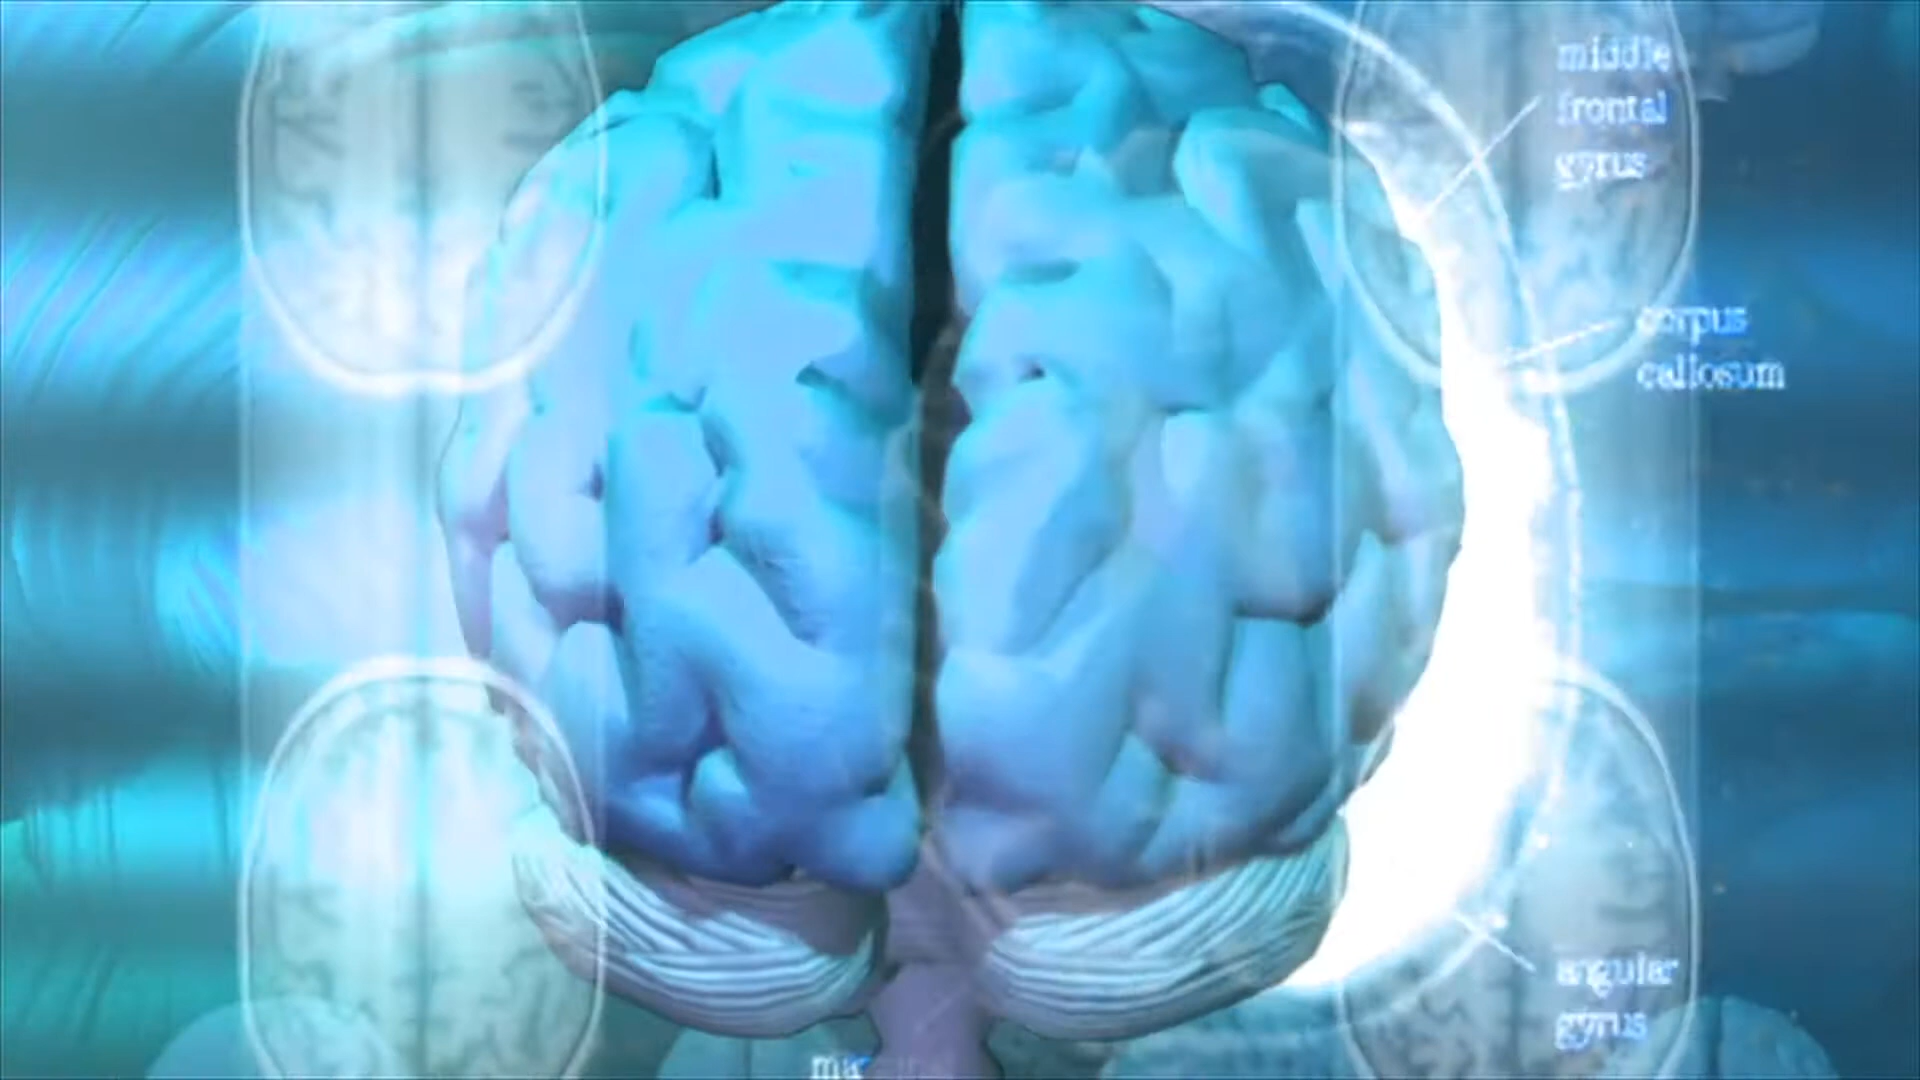 middle
frontal
gyrus
corpus
callosum
angular
gyrus